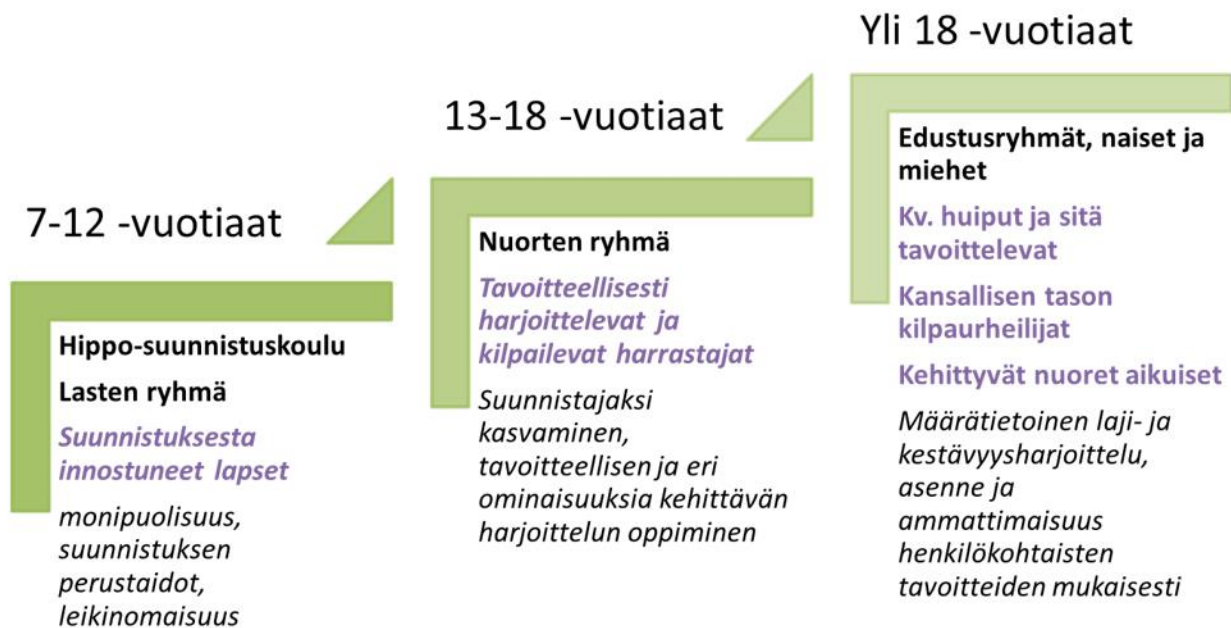 7-12 -vuotiaat
Hippo-suunnistuskoulu
Lasten ryhmä
Suunnistuksesta
innostuneet lapset
monipuolisuus,
suunnistuksen
perustaidot,
leikinomaisuus
13-18 -vuotiaat
Nuorten ryhmä
Tavoitteellisesti
harjoittelevat ja
kilpailevat harrastajat
Suunnistajaksi
kasvaminen,
tavoitteellisen ja eri
ominaisuuksia kehittävän
harjoittelun oppiminen
Yli 18 -vuotiaat
Edustusryhmät, naiset ja
miehet
Kv. huiput ja sitä
tavoittelevat
Kansallisen tason
kilpaurheilijat
Kehittyvät nuoret aikuiset
Määrätietoinen laji- ja
kestävyysharjoittelu,
asenne ja
ammattimaisuus
henkilökohtaisten
tavoitteiden mukaisesti